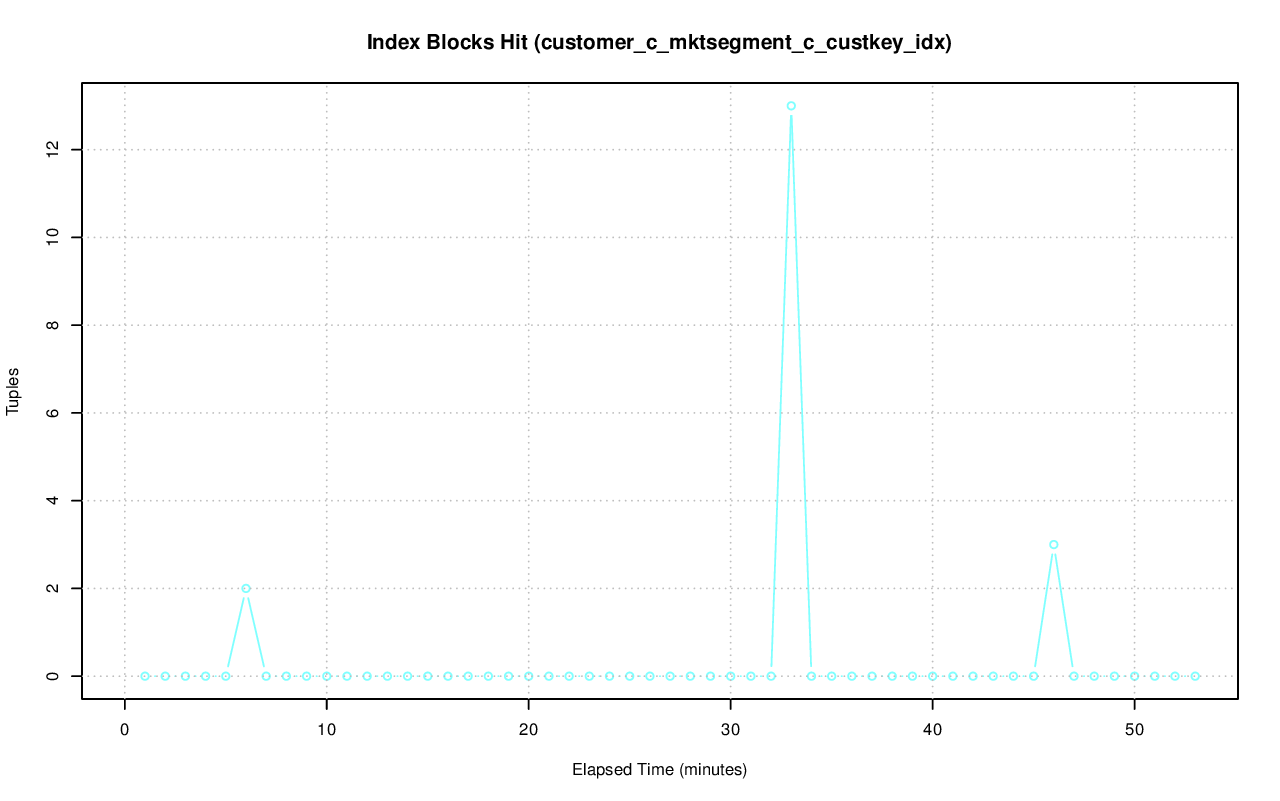 Index Blocks Hit (customer_c_mktsegment_c_custkey_idx)
Tuples
12
10
8
6
4
2
0
0 10 20 30 40 50
Elapsed Time (minutes)